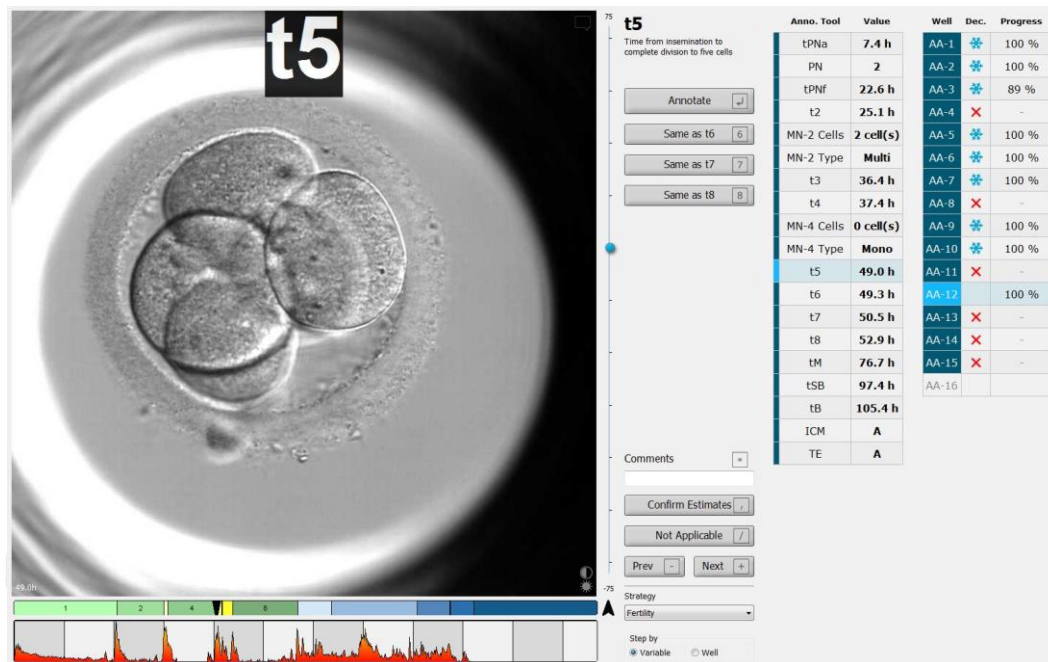 t5
49.0h
1 2 4 8
75
-75
t5
Time from insemination to
complete division to five cells
Annotate
Same as t6 6
Same as t7 7
Same as t8 8
Comments *
Confirm Estimates ,
Not Applicable /
Prev - Next +
Strategy
Fertility
Step by
Variable Well
Anno. Tool Value
tPNa 7.4 h
PN 2
tPNf 22.6 h
t2 25.1 h
MN-2 Cells 2 cell(s)
MN-2 Type Multi
t3 36.4 h
t4 37.4 h
MN-4 Cells 0 cell(s)
MN-4 Type Mono
t5 49.0 h
t6 49.3 h
t7 50.5 h
t8 52.9 h
tM 76.7 h
tSB 97.4 h
tB 105.4 h
ICM A
TE A
Well Dec. Progress
AA-1 100 %
AA-2 100 %
AA-3 89 %
AA-4 -
AA-5 100 %
AA-6 100 %
AA-7 100 %
AA-8 -
AA-9 100 %
AA-10 100 %
AA-11 -
AA-12 100 %
AA-13 -
AA-14 -
AA-15 -
AA-16